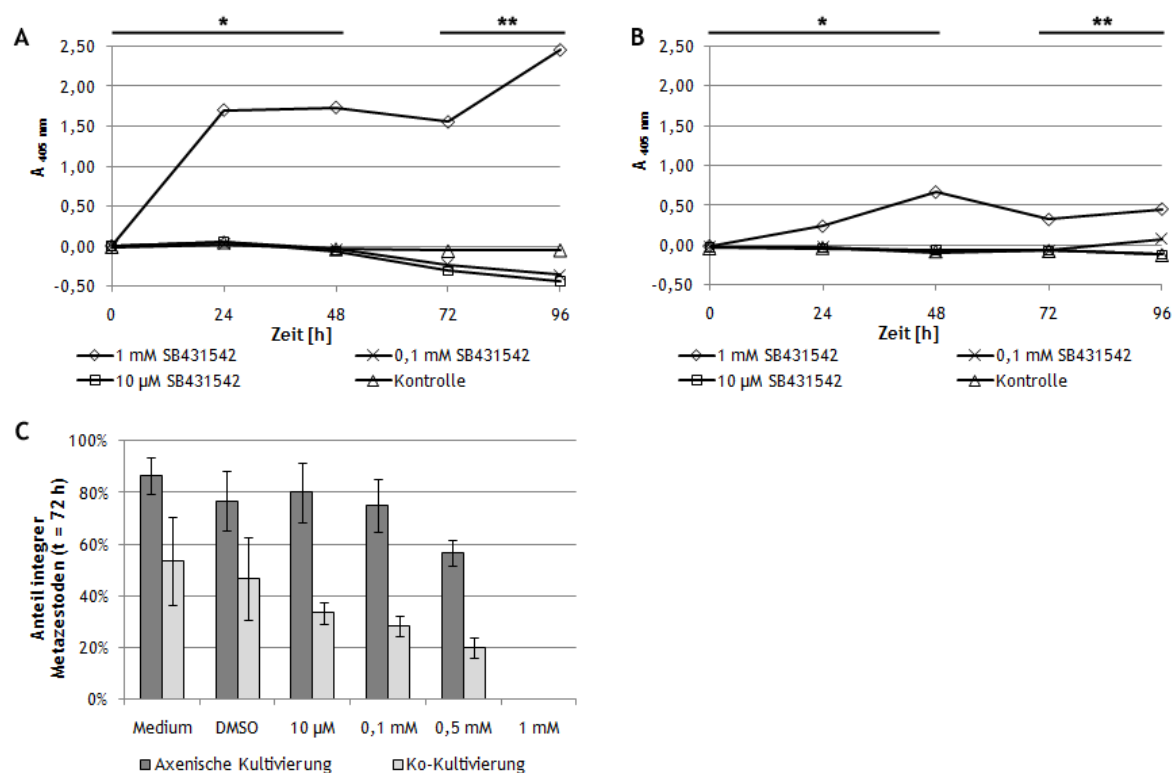 A
* **
2,50
2,00
1,50
1,00
0,50
0,00
-0,50
A 405 nm
0 24 48 72 96
Zeit [h]
1 mM SB431542 0,1 mM SB431542
10 µM SB431542 Kontrolle
B
* **
2,50
2,00
1,50
1,00
0,50
0,00
-0,50
A 405 nm
0 24 48 72 96
Zeit [h]
1 mM SB431542 0,1 mM SB431542
10 µM SB431542 Kontrolle
C
100%
80%
60%
40%
20%
0%
Anteil integrer
Metazestoden (t = 72 h)
Medium DMSO 10 µM 0,1 mM 0,5 mM 1 mM
Axenische Kultivierung Ko-Kultivierung